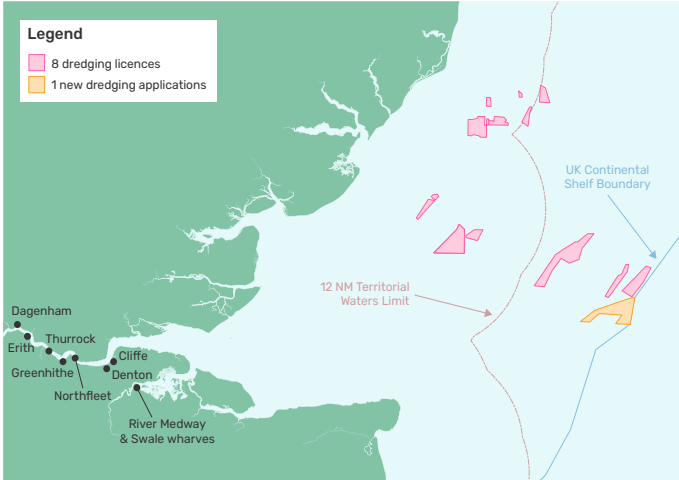 Legend
8 dredging licences
1 new dredging applications
UK Continental
Shelf Boundary
12 NM Territorial
Waters Limit
Dagenham
Erith
Thurrock
Greenhithe
Northfleet
Cliffe
Denton
River Medway
& Swale wharves